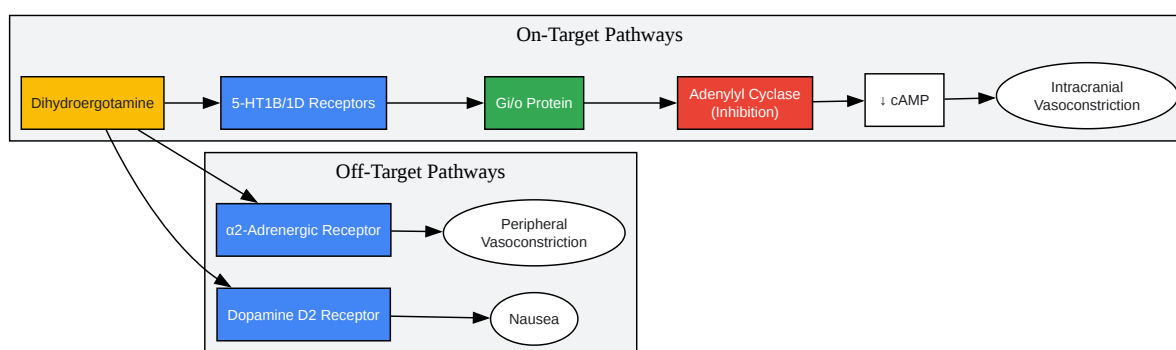 On-Target Pathways
Dihydroergotamine
5-HT1B/1D Receptors
Gi/o Protein
Adenylyl Cyclase
(Inhibition)
↓ cAMP
Intracranial
Vasoconstriction
Off-Target Pathways
α2-Adrenergic Receptor
Peripheral
Vasoconstriction
Dopamine D2 Receptor
Nausea